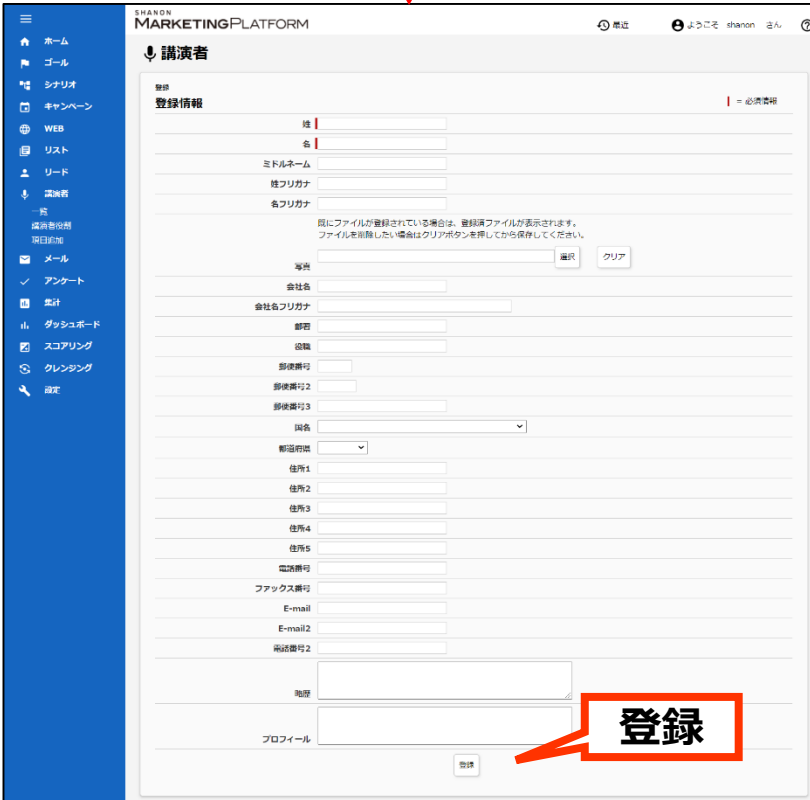 SHANON
MARKETINGPLATFORM
最近
ようこそ shanon さん
ホーム
ゴール
シナリオ
キャンペーン
WEB
リスト
リード
講演者
一覧
講演者役割
項目追加
メール
アンケート
集計
ダッシュボード
スコアリング
クレンジング
設定
講演者
登録
登録情報
= 必須情報
姓
名
ミドルネーム
姓フリガナ
名フリガナ
既にファイルが登録されている場合は、登録済ファイルが表示されます。
ファイルを削除したい場合はクリアボタンを押してから保存してください。
写真 選択 クリア
会社名
会社名フリガナ
部署
役職
郵便番号
郵便番号2
郵便番号3
国名
都道府県
住所1
住所2
住所3
住所4
住所5
電話番号
ファックス番号
E-mail
E-mail2
電話番号2
略歴
プロフィール
登録
登録